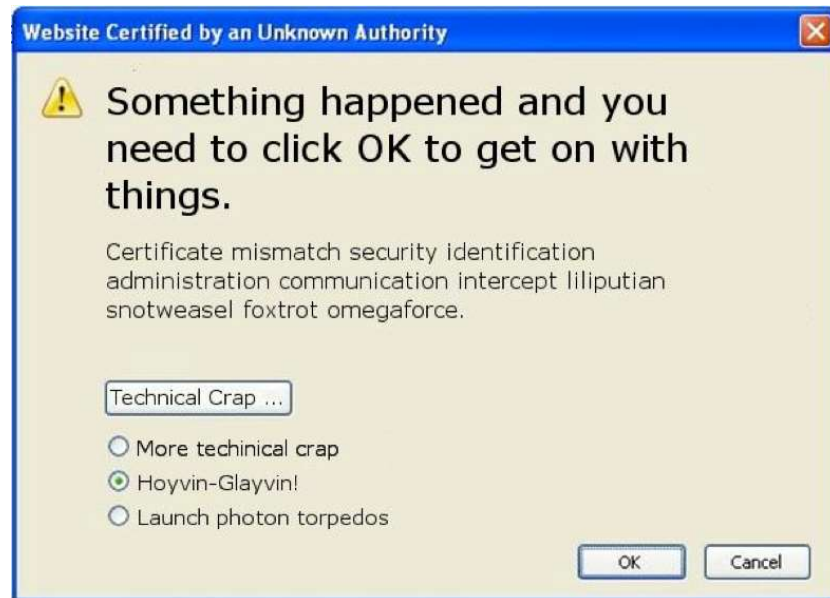 Website Certified by an Unknown Authority
Something happened and you
need to click OK to get on with
things.
Certificate mismatch security identification
administration communication intercept liliputian
snotweasel foxtrot omegaforce.
Technical Crap ...
More techinical crap
Hoyvin-Glayvin!
Launch photon torpedos
OK Cancel